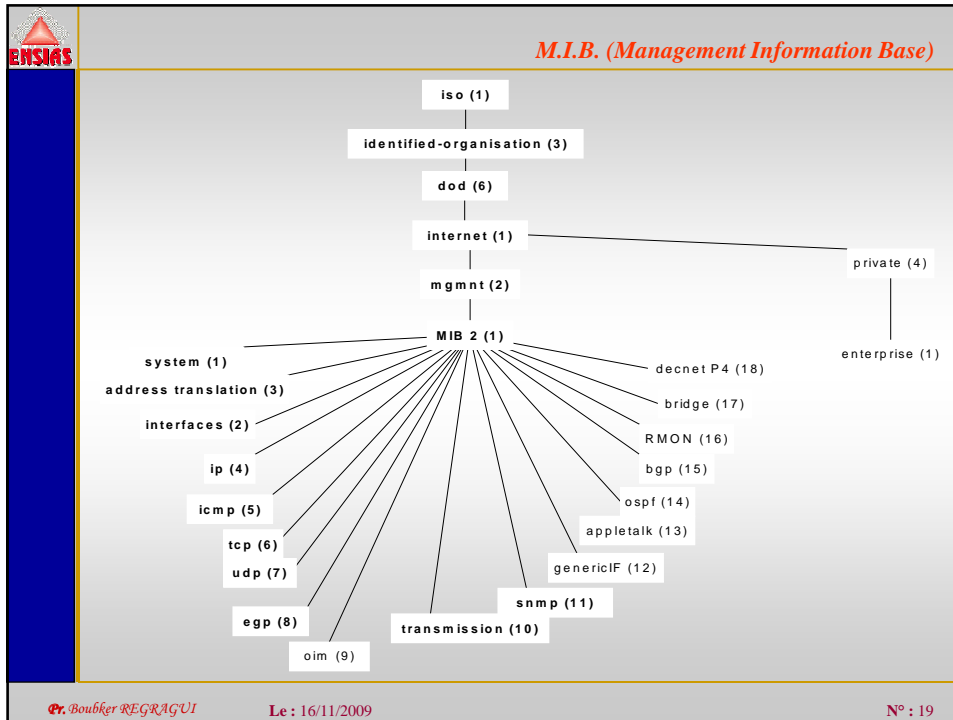 ENSIAS
M.I.B. (Management Information Base)
iso (1)
identified-organisation (3)
dod (6)
internet (1)
private (4)
mgmnt (2)
MIB 2 (1)
enterprise (1)
system (1)
address translation (3)
interfaces (2)
ip (4)
icmp (5)
tcp (6)
udp (7)
egp (8)
oim (9)
transmission (10)
snmp (11)
genericIF (12)
appletalk (13)
ospf (14)
bgp (15)
RMON (16)
bridge (17)
decnet P4 (18)
Pr. Boubker REGRAGUI
Le : 16/11/2009
N° : 19